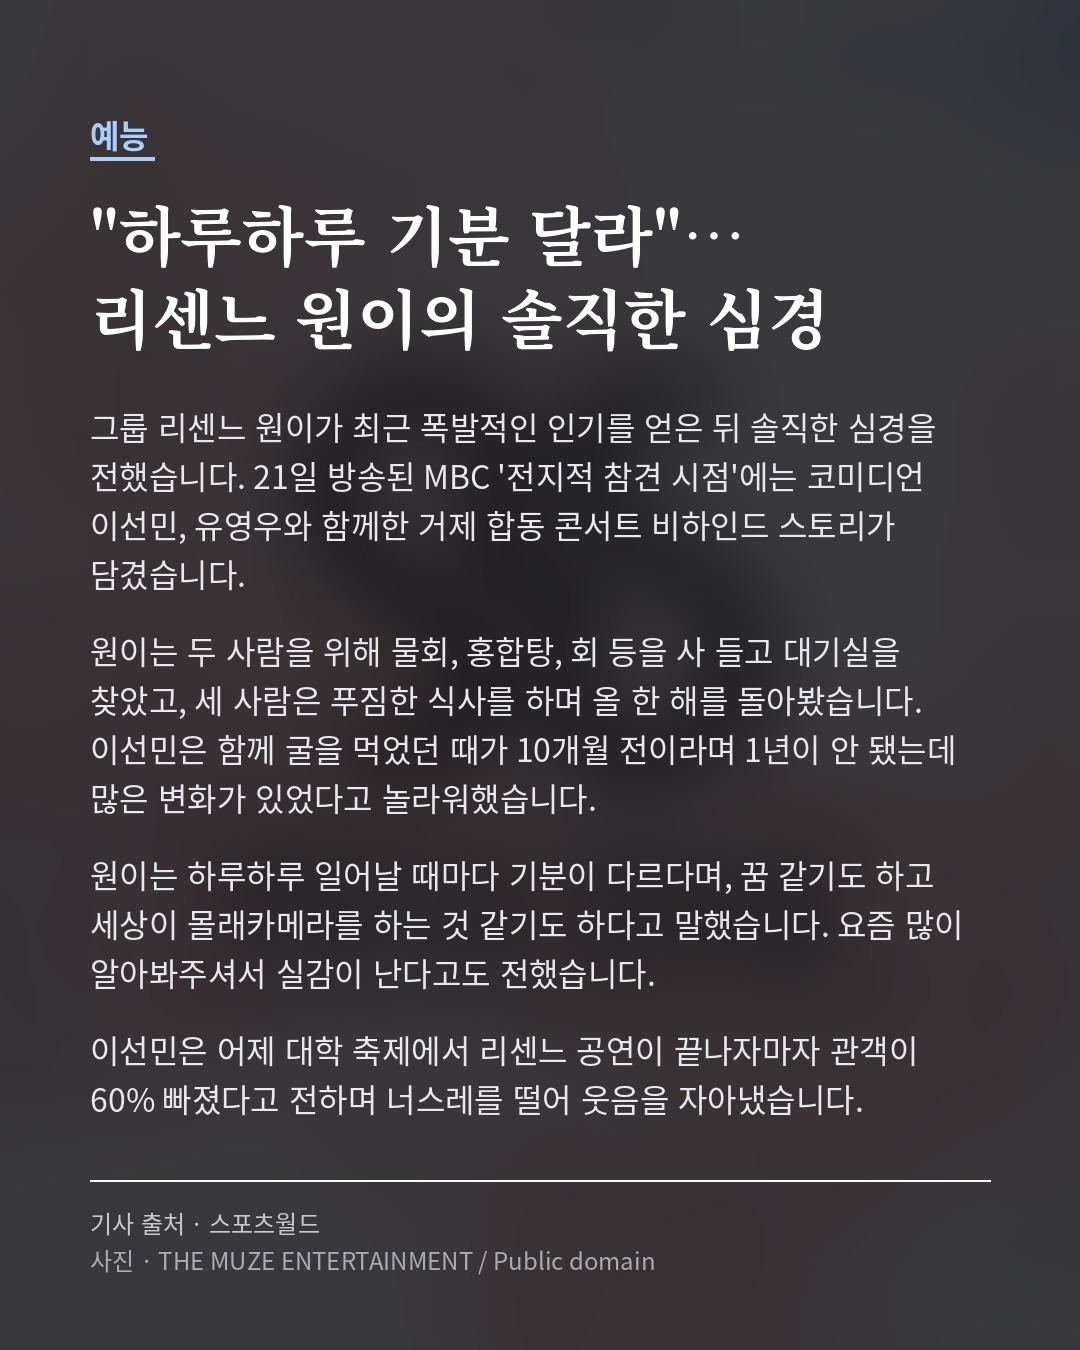 예능
"하루하루 기분 달라"…
리센느 원이의 솔직한 심경
그룹 리센느 원이가 최근 폭발적인 인기를 얻은 뒤 솔직한 심경을
전했습니다. 21일 방송된 MBC '전지적 참견 시점'에는 코미디언
이선민, 유영우와 함께한 거제 합동 콘서트 비하인드 스토리가
담겼습니다.
원이는 두 사람을 위해 물회, 홍합탕, 회 등을 사 들고 대기실을
찾았고, 세 사람은 푸짐한 식사를 하며 올 한 해를 돌아봤습니다.
이선민은 함께 굴을 먹었던 때가 10개월 전이라며 1년이 안 됐는데
많은 변화가 있었다고 놀라워했습니다.
원이는 하루하루 일어날 때마다 기분이 다르다며, 꿈 같기도 하고
세상이 몰래카메라를 하는 것 같기도 하다고 말했습니다. 요즘 많이
알아봐주셔서 실감이 난다고도 전했습니다.
이선민은 어제 대학 축제에서 리센느 공연이 끝나자마자 관객이
60% 빠졌다고 전하며 너스레를 떨어 웃음을 자아냈습니다.
기사 출처 · 스포츠월드
사진 · THE MUZE ENTERTAINMENT / Public domain